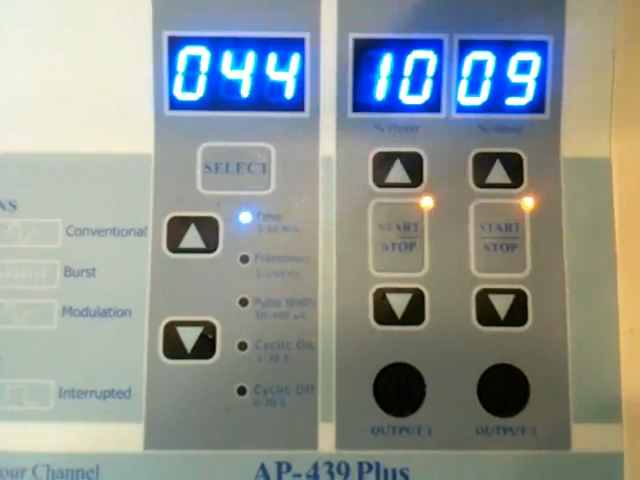 044
10
09
SELECT
NS
Conventional
Burst
Modulation
Interrupted
Time
Frequency
Pulse Width
Cyclic On
Cyclic Off
START
STOP
START
STOP
OUTPUT 1
OUTPUT 2
our Channel
AP-439 Plus